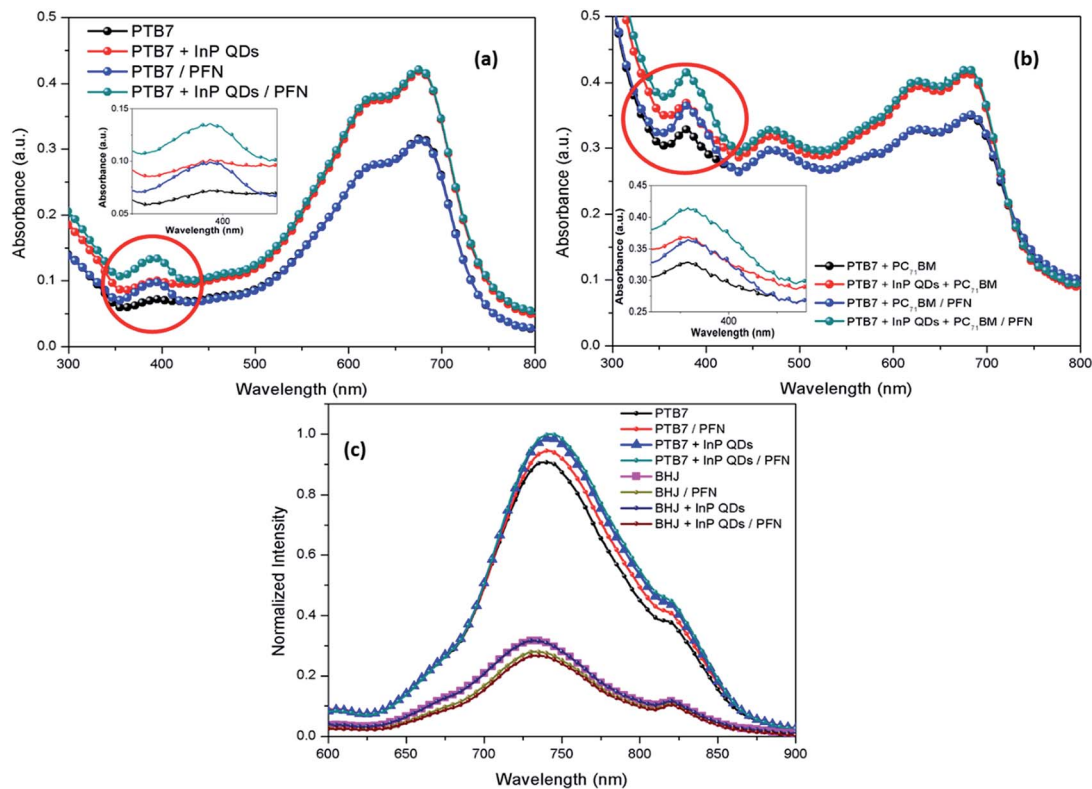 PTB7
PTB7 + InP QDs
PTB7 / PFN
PTB7 + InP QDs / PFN
(a)
Absorbance (a.u.)
0.5
0.4
0.3
0.2
0.1
0.0
300 400 500 600 700 800
Wavelength (nm)
Absorbance (a.u.)
0.15
0.10
0.05
400
Wavelength (nm)
(b)
Absorbance (a.u.)
0.5
0.4
0.3
0.2
0.1
0.0
300 400 500 600 700 800
Wavelength (nm)
Absorbance (a.u.)
0.45
0.40
0.35
0.30
0.25
400
Wavelength (nm)
PTB7 + PC71BM
PTB7 + InP QDs + PC71BM
PTB7 + PC71BM / PFN
PTB7 + InP QDs + PC71BM / PFN
(c)
Normalized Intensity
1.0
0.8
0.6
0.4
0.2
0.0
600 650 700 750 800 850 900
Wavelength (nm)
PTB7
PTB7 / PFN
PTB7 + InP QDs
PTB7 + InP QDs / PFN
BHJ
BHJ / PFN
BHJ + InP QDs
BHJ + InP QDs / PFN